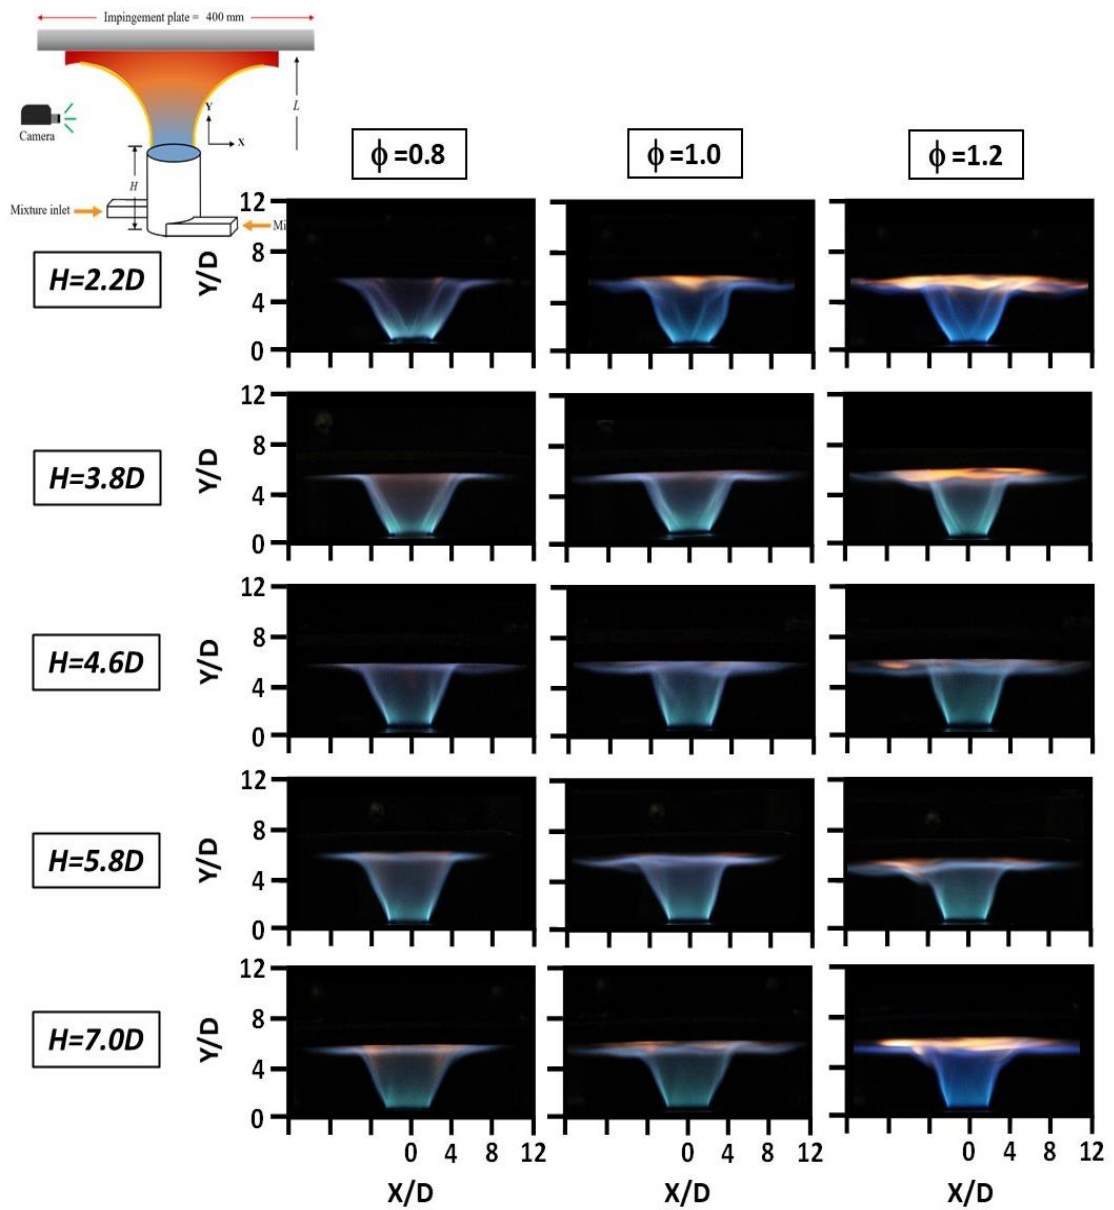 Impingement plate = 400 mm
L
Y
X
Camera
H
Mixture inlet
Mi
ϕ =0.8
ϕ =1.0
ϕ =1.2
H=2.2D
Y/D
12
8
4
0
H=3.8D
Y/D
12
8
4
0
H=4.6D
Y/D
12
8
4
0
H=5.8D
Y/D
12
8
4
0
H=7.0D
Y/D
12
8
4
0
0 4 8 12 0 4 8 12 0 4 8 12
X/D X/D X/D